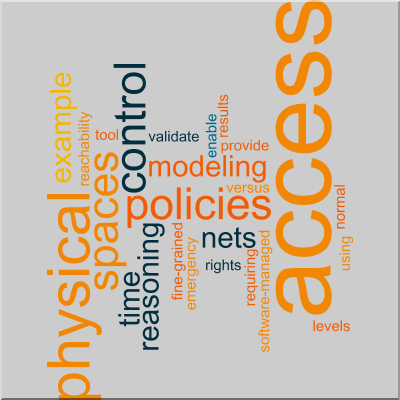 access
physical
control
policies
spaces
modeling
reasoning
time
nets
example
reachability
tool
validate
enable
results
provide
versus
fine-grained
emergency
rights
requiring
software-managed
normal
using
levels